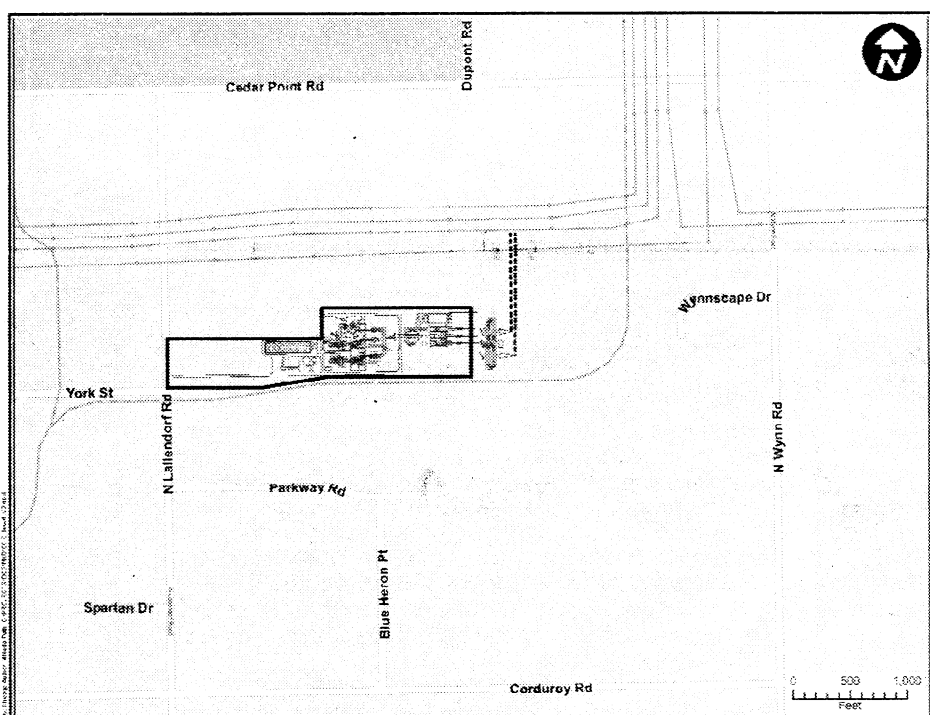 Dupont Rd
N
Cedar Point Rd
Wynnscape Dr
York St
N Lallendorf Rd
N Wynn Rd
Parkway Rd
Blue Heron Pt
Spartan Dr
Corduroy Rd
0 500 1,000
Feet